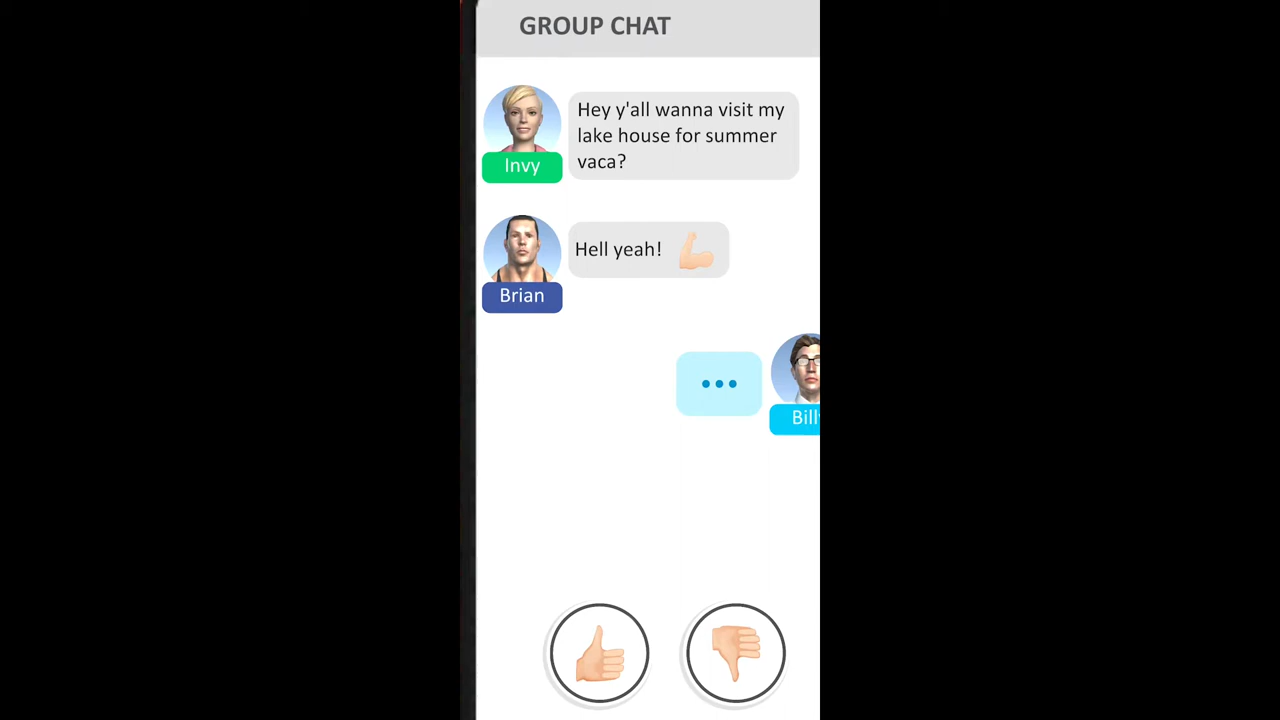 GROUP CHAT
Hey y'all wanna visit my
lake house for summer
vaca?
Invy
Hell yeah!
Brian